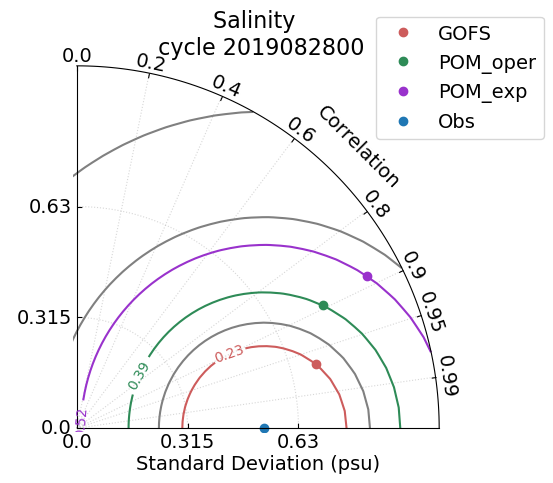 Salinity
cycle 2019082800
GOFS
POM_oper
POM_exp
Obs
Correlation
0.0
0.2
0.4
0.6
0.8
0.9
0.95
0.99
0.63
0.315
0.0
0.23
0.39
0.0
0.315
0.63
Standard Deviation (psu)